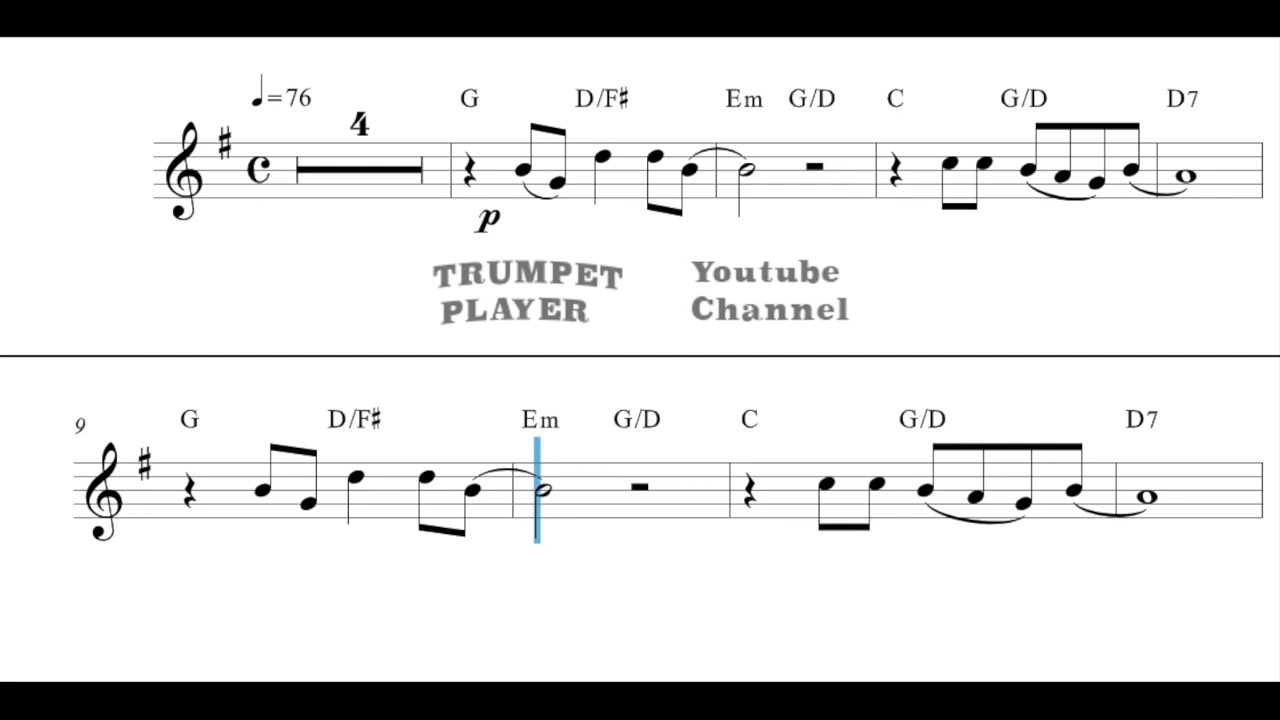 ♩=76
4
G D/F♯ Em G/D C G/D D7
p
TRUMPET Youtube
PLAYER Channel
9
G D/F♯ Em G/D C G/D D7